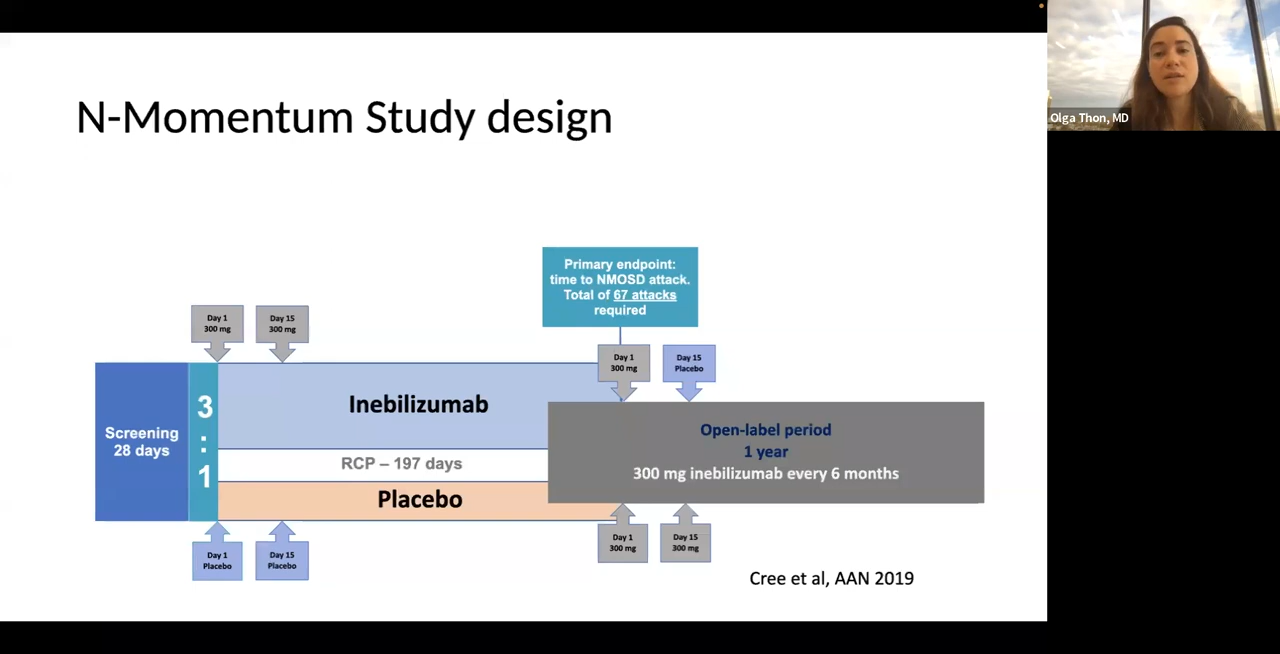 N-Momentum Study design
Olga Thon, MD
Primary endpoint:
time to NMOSD attack.
Total of 67 attacks
required
Day 1
300 mg
Day 15
300 mg
Day 1
300 mg
Day 15
Placebo
Screening
28 days
3
:
1
Inebilizumab
RCP – 197 days
Placebo
Open-label period
1 year
300 mg inebilizumab every 6 months
Day 1
Placebo
Day 15
Placebo
Day 1
300 mg
Day 15
300 mg
Cree et al, AAN 2019